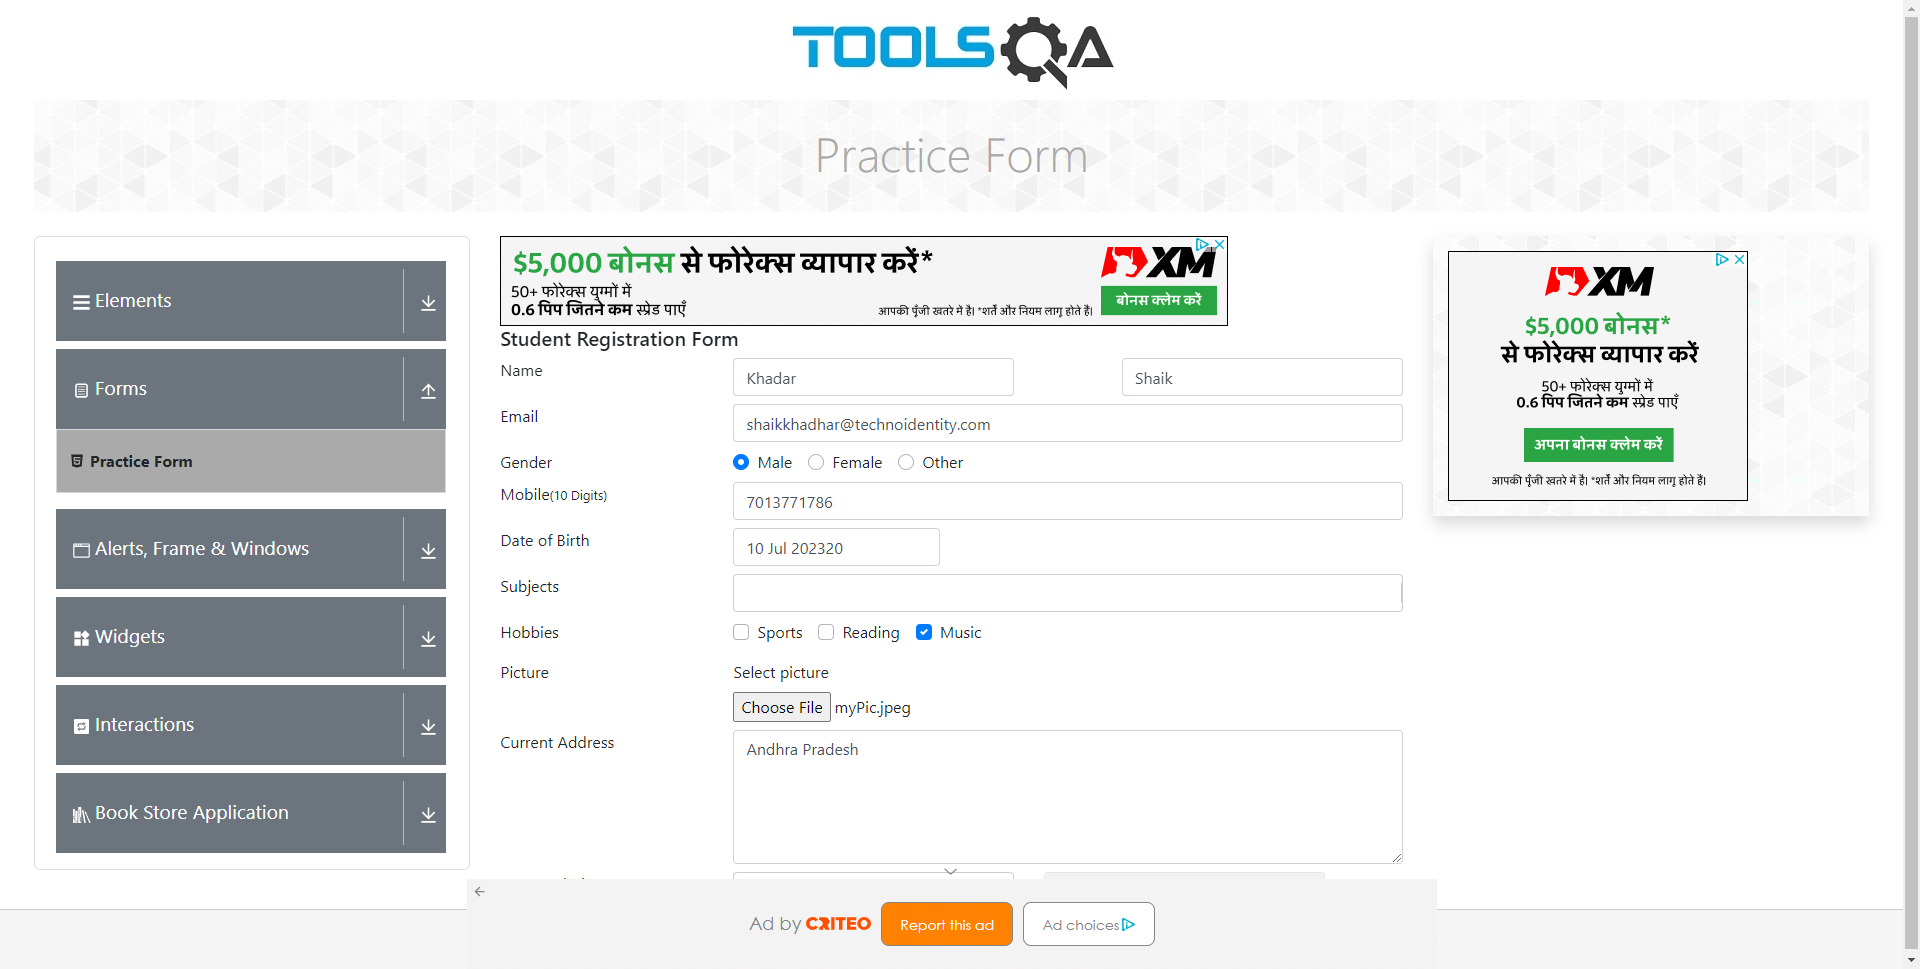 TOOLSQA
Practice Form
Elements
Forms
Practice Form
Alerts, Frame & Windows
Widgets
Interactions
Book Store Application
$5,000 बोनस से फोरेक्स व्यापार करें*
50+ फोरेक्स युग्मों में
0.6 पिप जितने कम स्प्रेड पाएँ
आपकी पूँजी खतरे में है। *शर्तें और नियम लागू होते हैं।
XM
बोनस क्लेम करें
Student Registration Form
Name
Khadar
Shaik
Email
shaikkhadhar@technoidentity.com
Gender
Male
Female
Other
Mobile(10 Digits)
7013771786
Date of Birth
10 Jul 202320
Subjects
Hobbies
Sports
Reading
Music
Picture
Select picture
Choose File myPic.jpeg
Current Address
Andhra Pradesh
XM
$5,000 बोनस*
से फोरेक्स व्यापार करें
50+ फोरेक्स युग्मों में
0.6 पिप जितने कम स्प्रेड पाएँ
अपना बोनस क्लेम करें
आपकी पूँजी खतरे में है। *शर्तें और नियम लागू होते हैं।
Ad by CRITEO
Report this ad
Ad choices